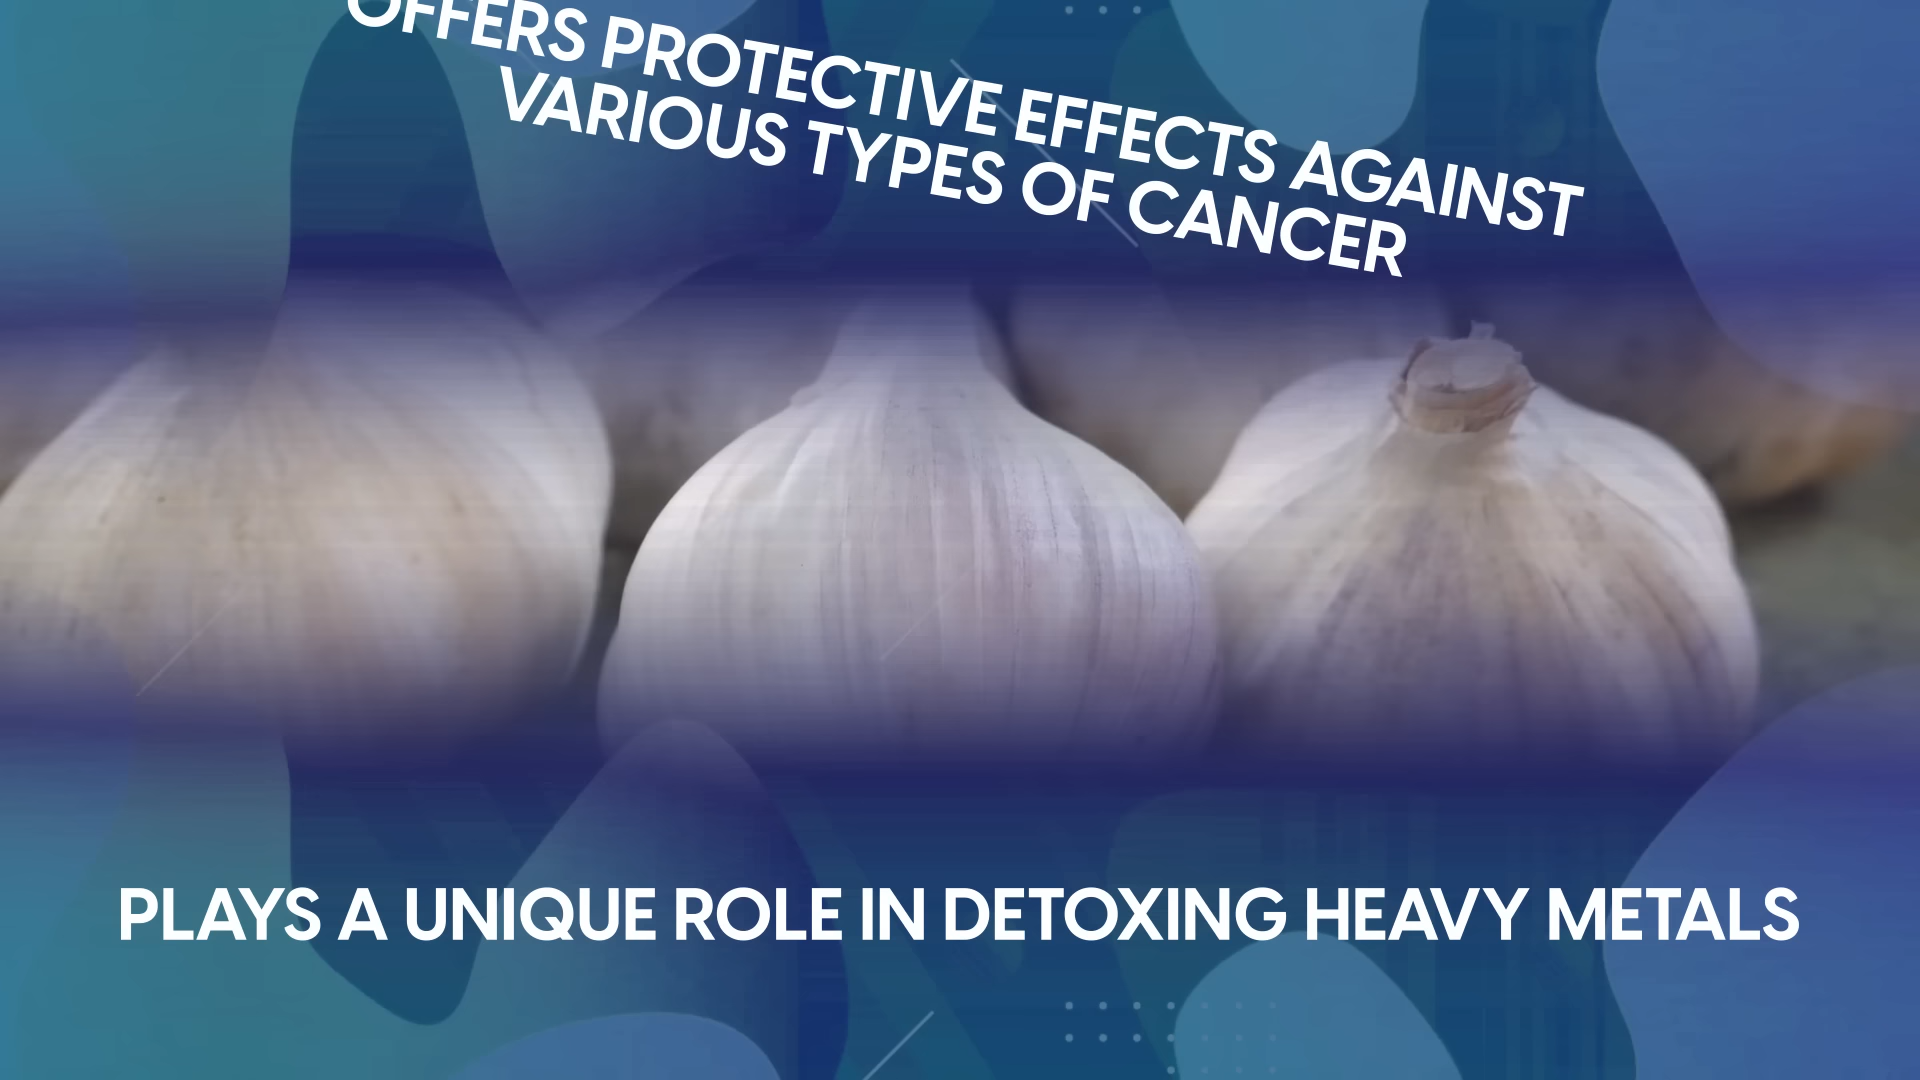 OFFERS PROTECTIVE EFFECTS AGAINST
VARIOUS TYPES OF CANCER
PLAYS A UNIQUE ROLE IN DETOXING HEAVY METALS